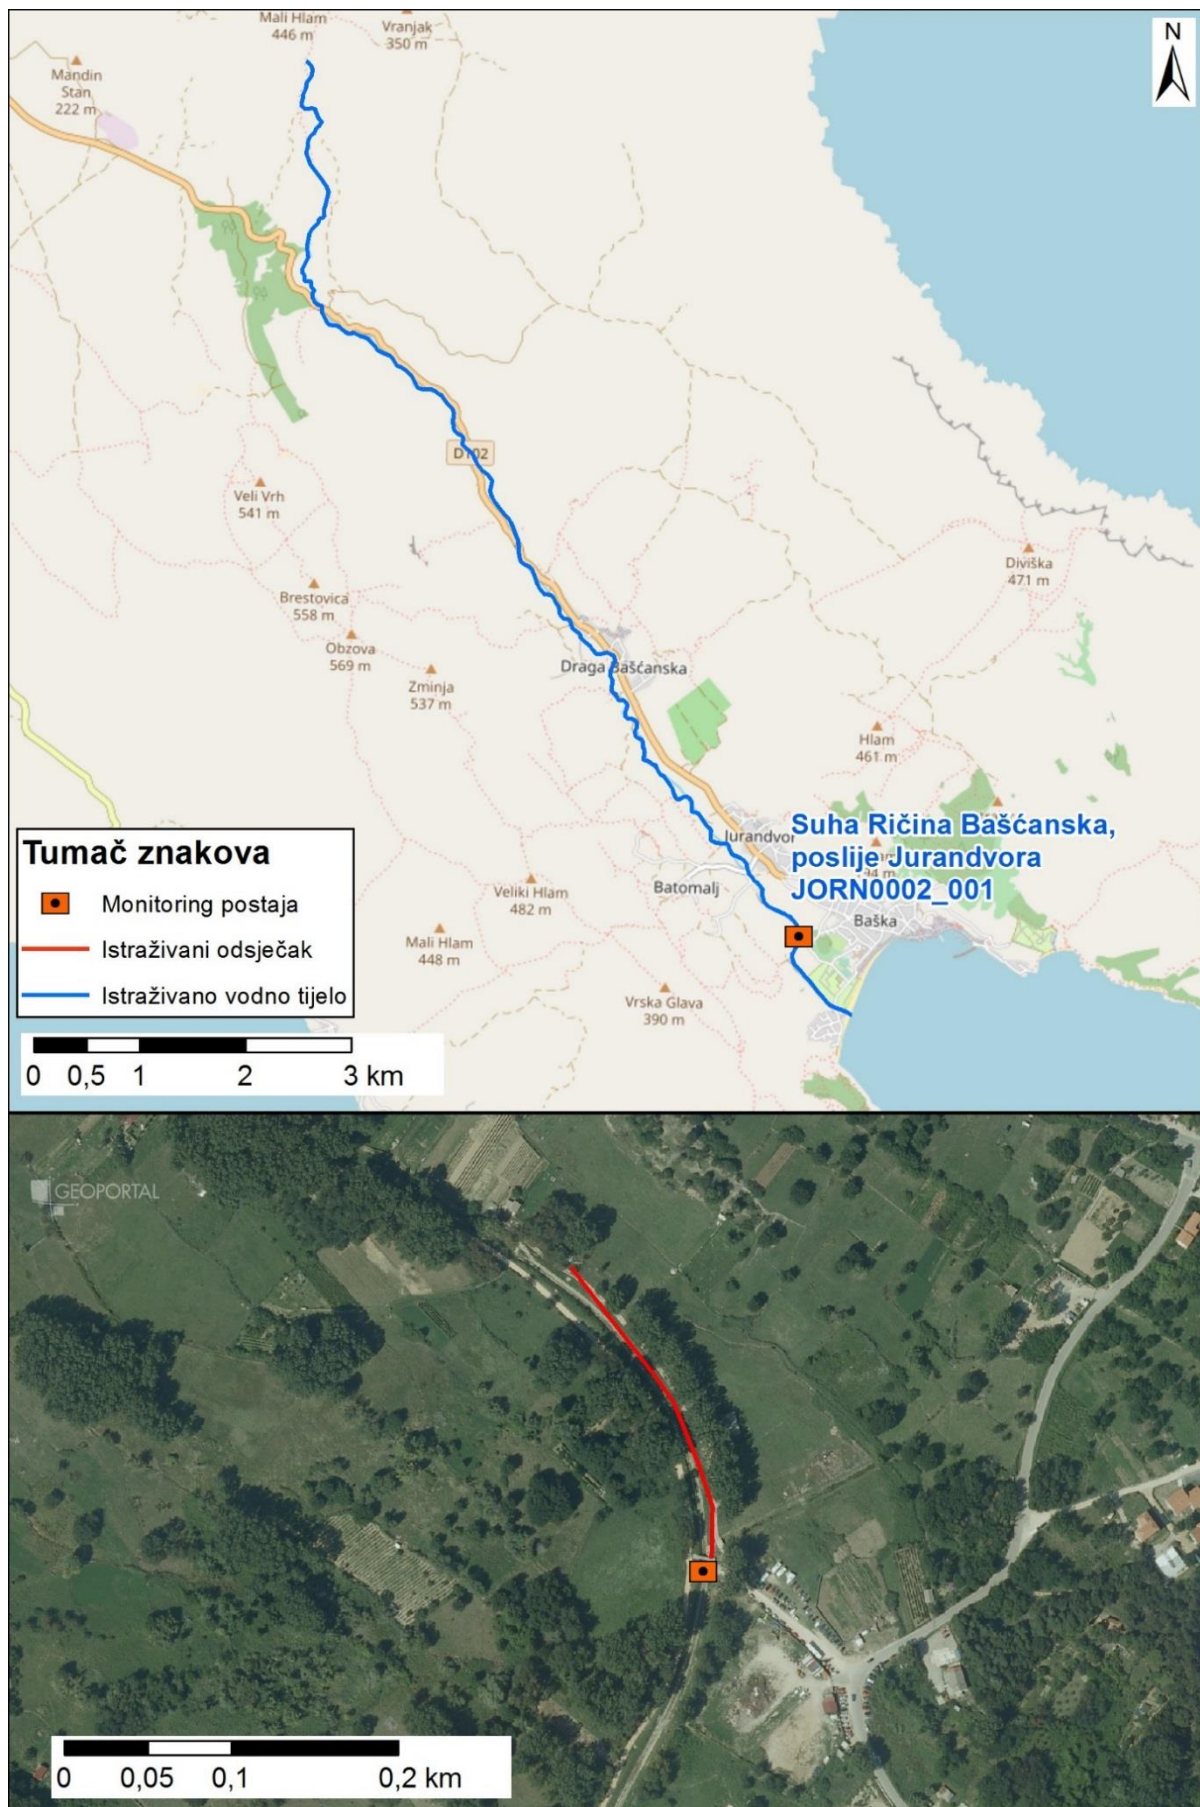 Mali Hlam
446 m
Vranjak
350 m
N
Mandin
Stan
222 m
D102
Veli Vrh
541 m
Diviška
471 m
Brestovica
558 m
Obzova
569 m
Draga Bašćanska
Zminja
537 m
Hlam
461 m
Jurandvor
Suha Ričina Bašćanska,
poslije Jurandvora
JORN0002_001
94 m
Batomalj
Baška
Veliki Hlam
482 m
Mali Hlam
448 m
Vrska Glava
390 m
Tumač znakova
Monitoring postaja
Istraživani odsječak
Istraživano vodno tijelo
0 0,5 1 2 3 km
GEOPORTAL
0 0,05 0,1 0,2 km